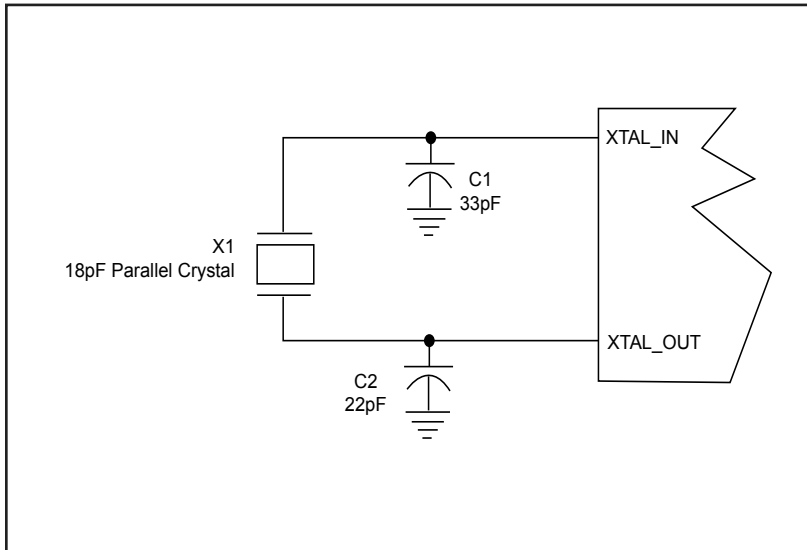 XTAL_IN
C1
33pF
X1
18pF Parallel Crystal
XTAL_OUT
C2
22pF